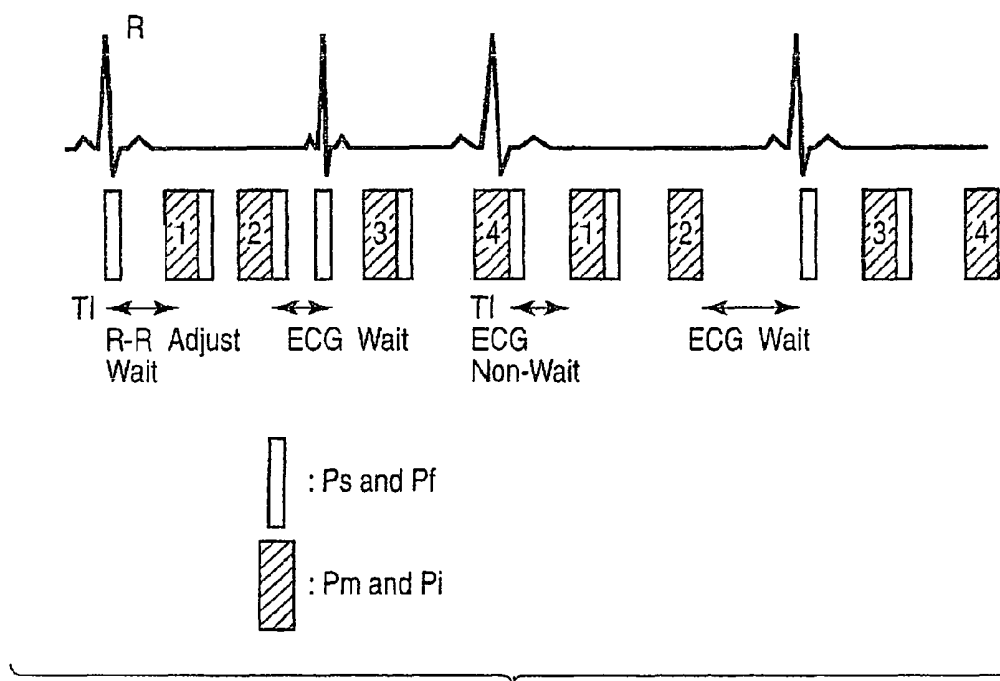 R
1 2 3 4 1 2 3 4
TI TI
R-R Adjust ECG Wait ECG ECG Wait
Wait Non-Wait
: Ps and Pf
: Pm and Pi